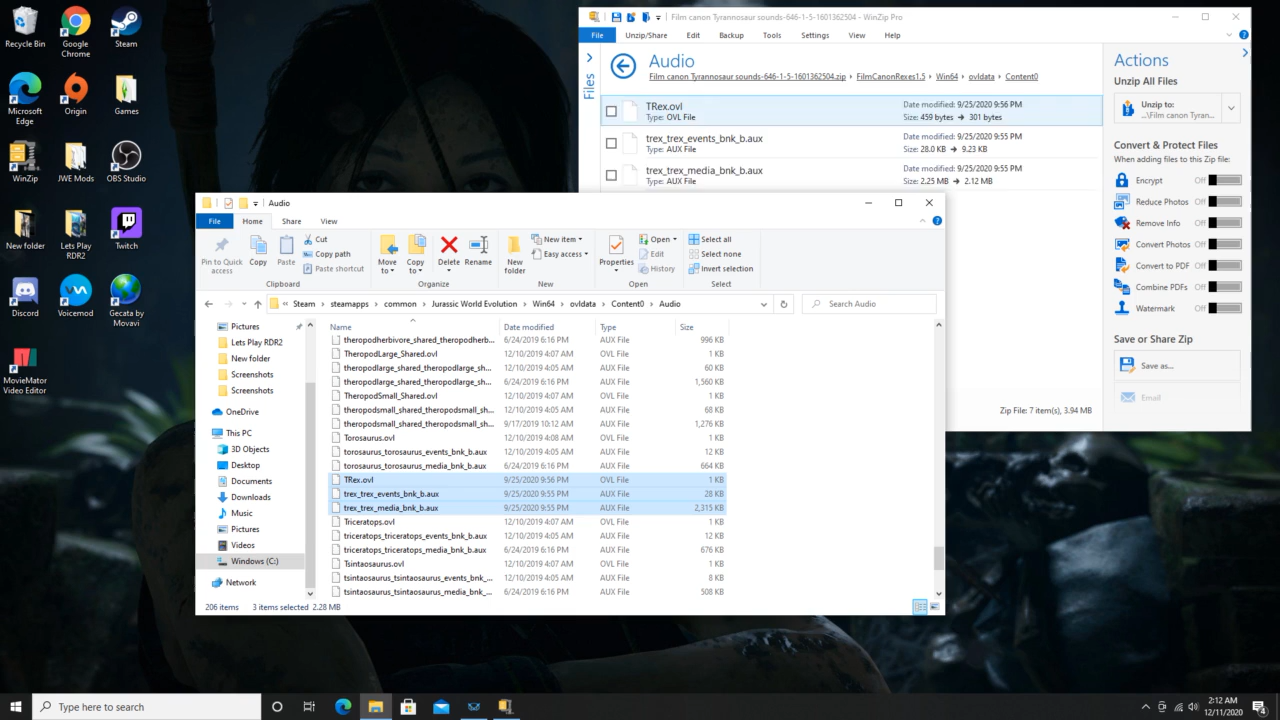 Recycle Bin
Google Chrome
Steam
Microsoft Edge
Origin
Games
WinZip
JWE Mods
OBS Studio
New folder
Lets Play RDR2
Twitch
Discord
Voicemod
Gecata by Movavi
MovieMator Video Editor
Film canon Tyrannosaur sounds-646-1-5-1601362504 - WinZip Pro
File Unzip/Share Edit Backup Tools Settings View Help
Files
Audio
Film canon Tyrannosaur sounds-646-1-5-1601362504.zip FilmCanonRexes1.5 Win64 ovldata Content0
TRex.ovl Date modified: 9/25/2020 9:56 PM
Type: OVL File Size: 459 bytes → 301 bytes
trex_trex_events_bnk_b.aux Date modified: 9/25/2020 9:55 PM
Type: AUX File Size: 28.0 KB → 9.23 KB
trex_trex_media_bnk_b.aux Date modified: 9/25/2020 9:55 PM
Type: AUX File Size: 2.25 MB → 2.12 MB
Zip File: 7 item(s), 3.94 MB
Actions
Unzip All Files
Unzip to:
...\Film canon Tyran...
Convert & Protect Files
When adding files to this Zip file:
Encrypt Off
Reduce Photos Off
Remove Info Off
Convert Photos Off
Convert to PDF Off
Combine PDFs Off
Watermark Off
Save or Share Zip
Save as...
Email
Audio
File Home Share View
Pin to Quick access
Copy
Paste
Cut
Copy path
Paste shortcut
Clipboard
Move to
Copy to
Delete
Rename
Organize
New folder
New item
Easy access
New
Properties
Open
Edit
History
Open
Select all
Select none
Invert selection
Select
« Steam > steamapps > common > Jurassic World Evolution > Win64 > ovldata > Content0 > Audio
Search Audio
Pictures
Lets Play RDR2
New folder
Screenshots
Screenshots
OneDrive
This PC
3D Objects
Desktop
Documents
Downloads
Music
Pictures
Videos
Windows (C:)
Network
Name Date modified Type Size
theropodherbivore_shared_theropodherb... 6/24/2019 6:16 PM AUX File 996 KB
TheropodLarge_Shared.ovl 12/10/2019 4:07 AM OVL File 1 KB
theropodlarge_shared_theropodlarge_sh... 12/10/2019 4:05 AM AUX File 60 KB
theropodlarge_shared_theropodlarge_sh... 6/24/2019 6:16 PM AUX File 1,560 KB
TheropodSmall_Shared.ovl 12/10/2019 4:07 AM OVL File 1 KB
theropodsmall_shared_theropodsmall_sh... 12/10/2019 4:05 AM AUX File 68 KB
theropodsmall_shared_theropodsmall_sh... 9/17/2019 10:12 AM AUX File 1,276 KB
Torosaurus.ovl 12/10/2019 4:08 AM OVL File 1 KB
torosaurus_torosaurus_events_bnk_b.aux 12/10/2019 4:05 AM AUX File 12 KB
torosaurus_torosaurus_media_bnk_b.aux 6/24/2019 6:16 PM AUX File 664 KB
TRex.ovl 9/25/2020 9:56 PM OVL File 1 KB
trex_trex_events_bnk_b.aux 9/25/2020 9:55 PM AUX File 28 KB
trex_trex_media_bnk_b.aux 9/25/2020 9:55 PM AUX File 2,315 KB
Triceratops.ovl 12/10/2019 4:07 AM OVL File 1 KB
triceratops_triceratops_events_bnk_b.aux 12/10/2019 4:05 AM AUX File 12 KB
triceratops_triceratops_media_bnk_b.aux 6/24/2019 6:16 PM AUX File 676 KB
Tsintaosaurus.ovl 12/10/2019 4:07 AM OVL File 1 KB
tsintaosaurus_tsintaosaurus_events_bnk_... 12/10/2019 4:05 AM AUX File 8 KB
tsintaosaurus_tsintaosaurus_media_bnk_... 6/24/2019 6:16 PM AUX File 508 KB
206 items 3 items selected 2.28 MB
Type here to search
2:12 AM
12/11/2020
4